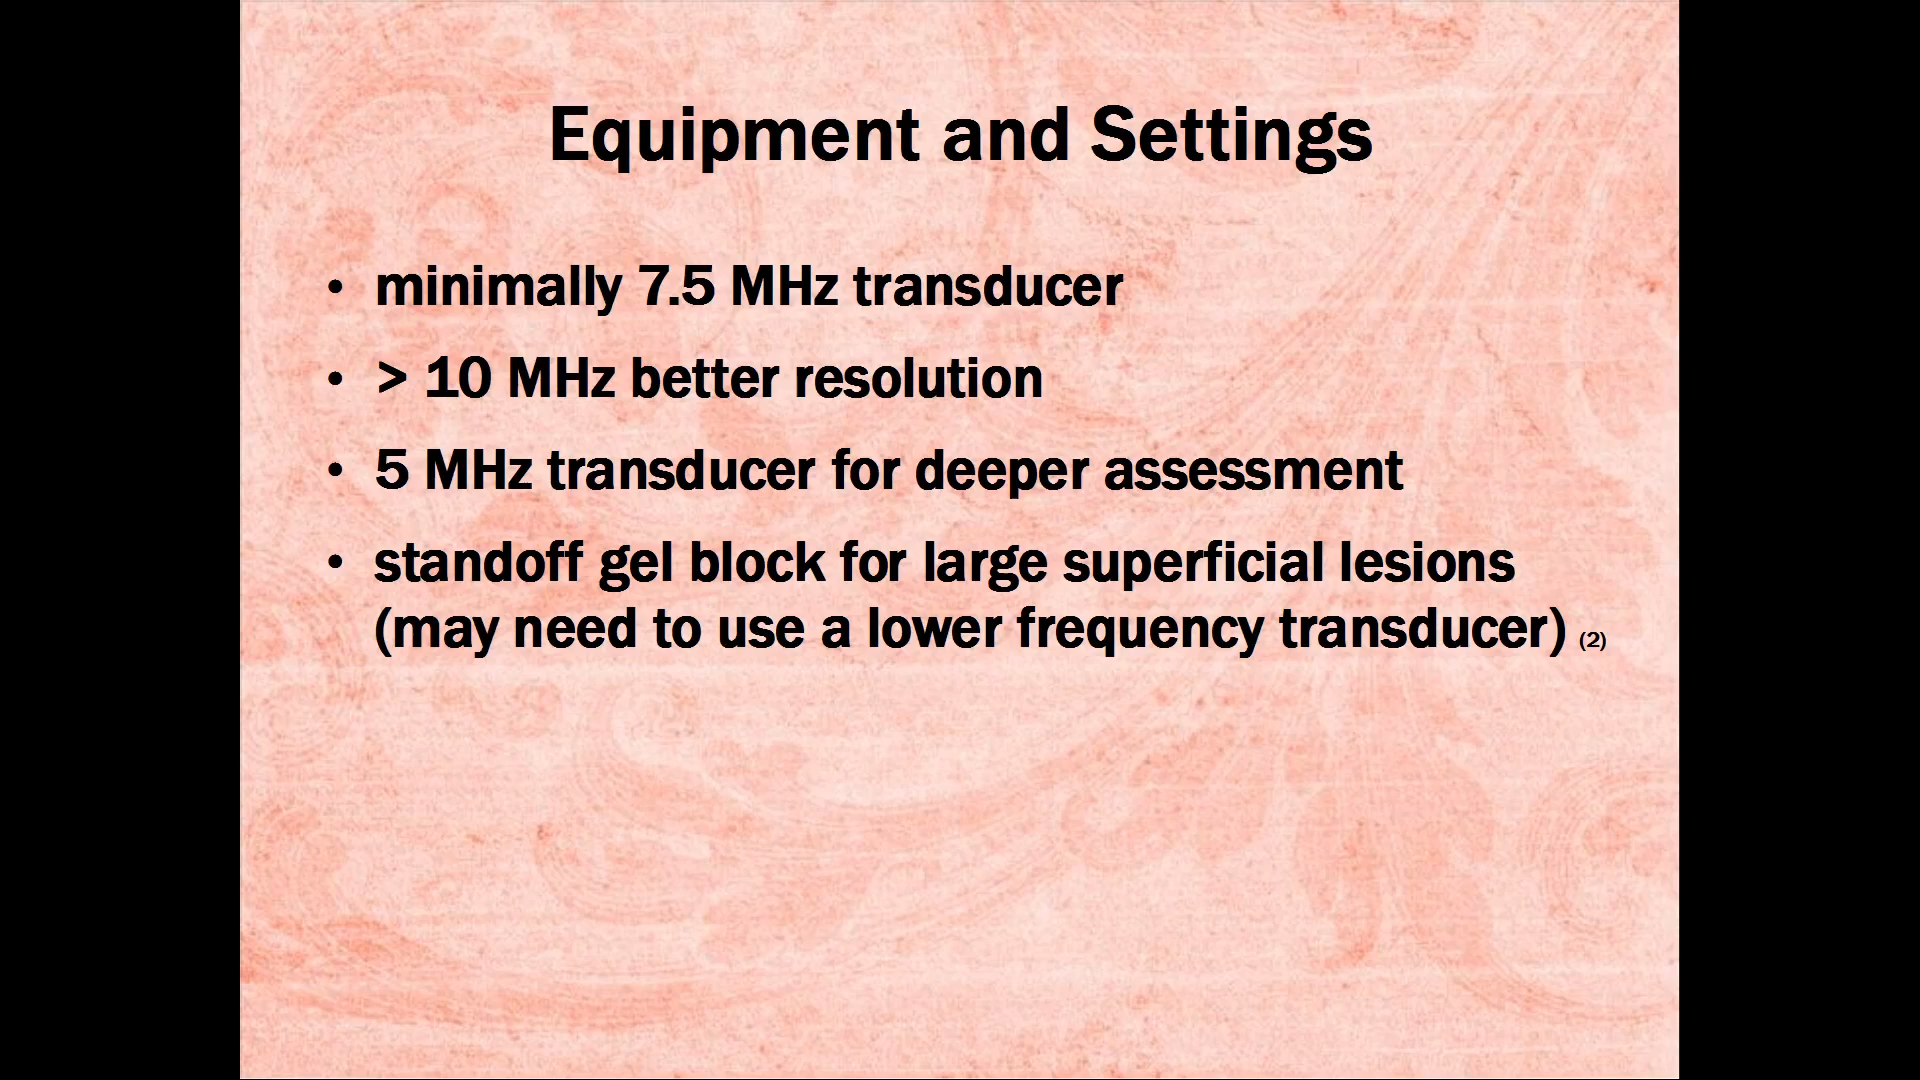 Equipment and Settings
• minimally 7.5 MHz transducer
• > 10 MHz better resolution
• 5 MHz transducer for deeper assessment
• standoff gel block for large superficial lesions
(may need to use a lower frequency transducer) (2)